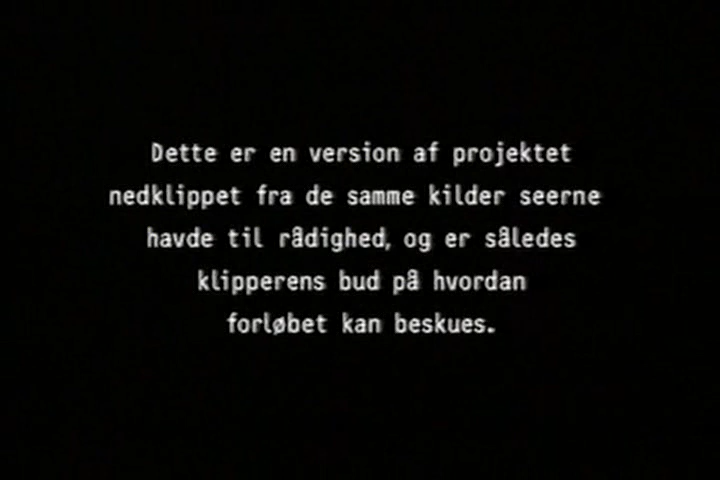 Dette er en version af projektet
nedklippet fra de samme kilder seerne
havde til rådighed, og er således
klipperens bud på hvordan
forløbet kan beskues.